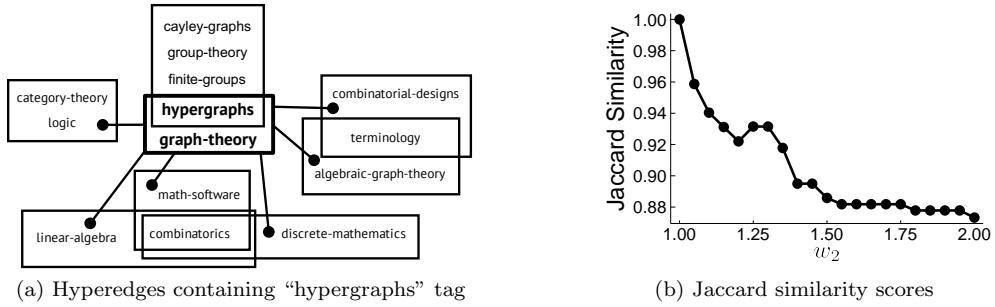 cayley-graphs
group-theory
finite-groups
category-theory
logic
hypergraphs
graph-theory
combinatorial-designs
terminology
algebraic-graph-theory
math-software
linear-algebra
combinatorics
discrete-mathematics
(a) Hyperedges containing “hypergraphs” tag
Jaccard Similarity
1.00
0.98
0.96
0.94
0.92
0.90
0.88
1.00 1.25 1.50 1.75 2.00
w₂
(b) Jaccard similarity scores